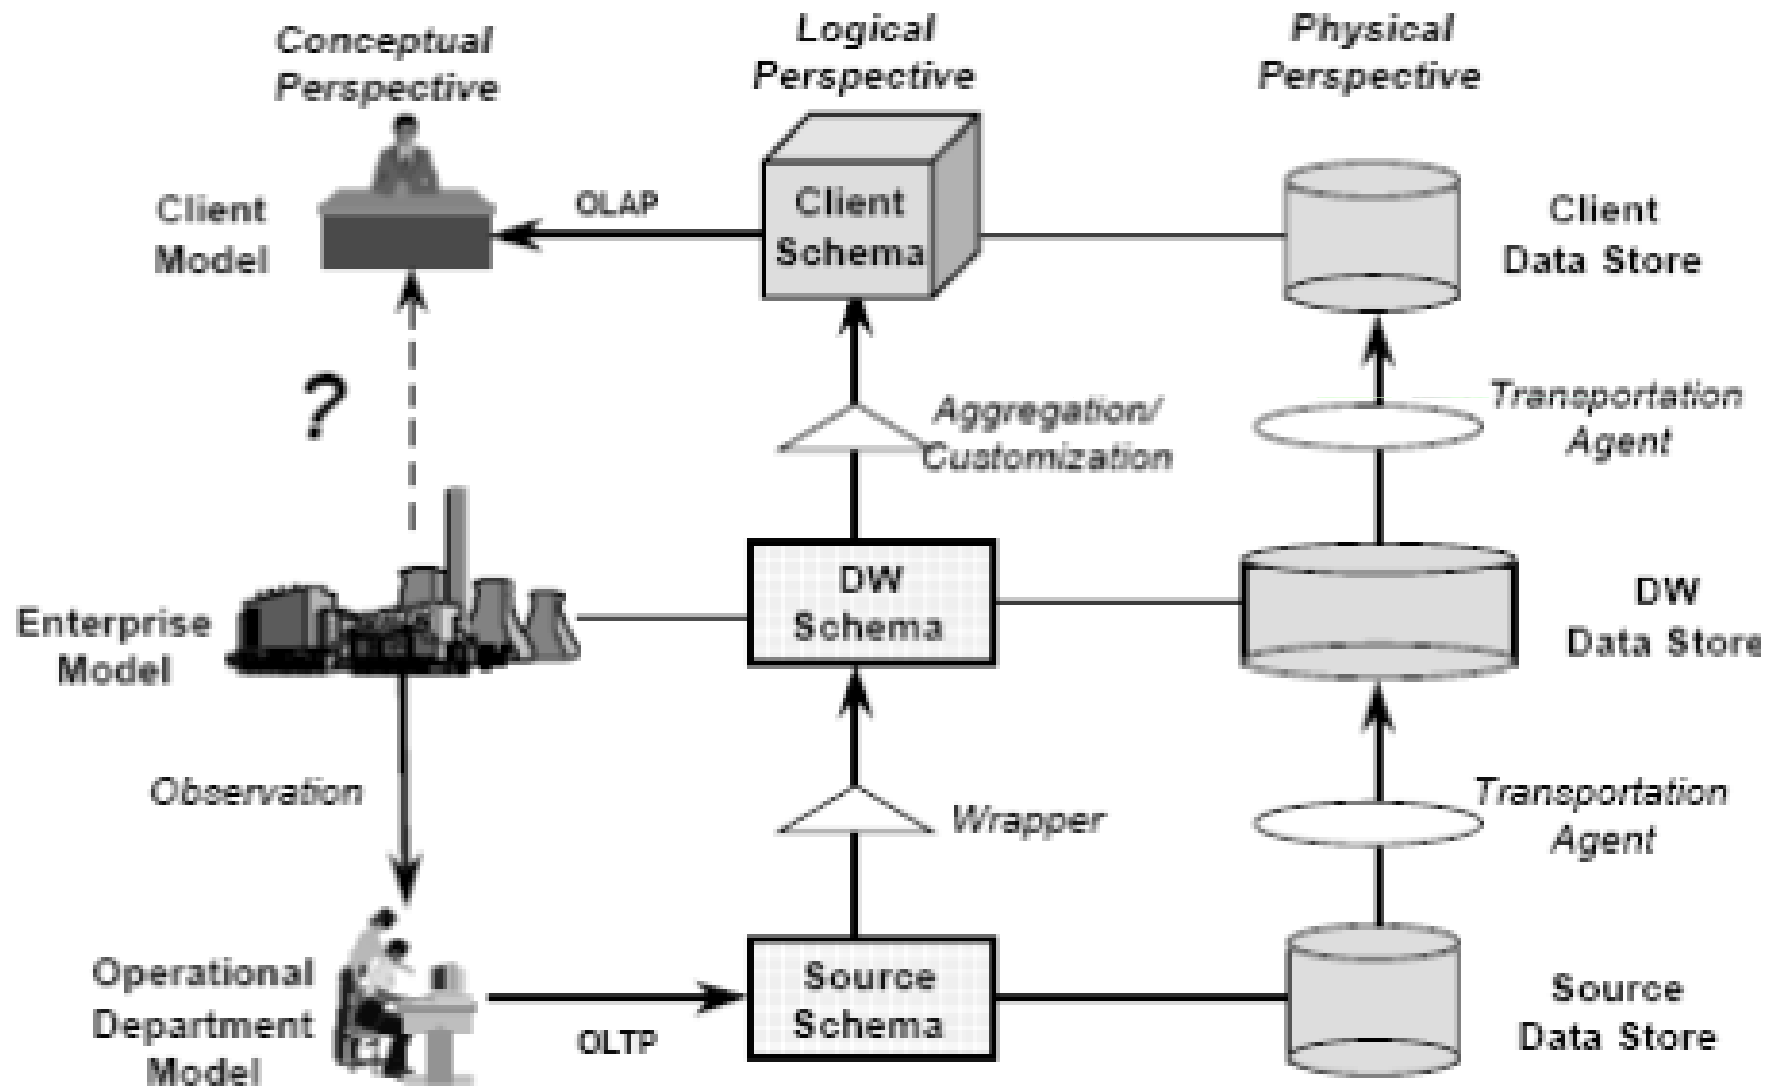 Conceptual
Perspective
Logical
Perspective
Physical
Perspective
Client
Model
OLAP
Client
Schema
Client
Data Store
?
Aggregation/
Customization
Transportation
Agent
Enterprise
Model
DW
Schema
DW
Data Store
Observation
Wrapper
Transportation
Agent
Operational
Department
Model
OLTP
Source
Schema
Source
Data Store